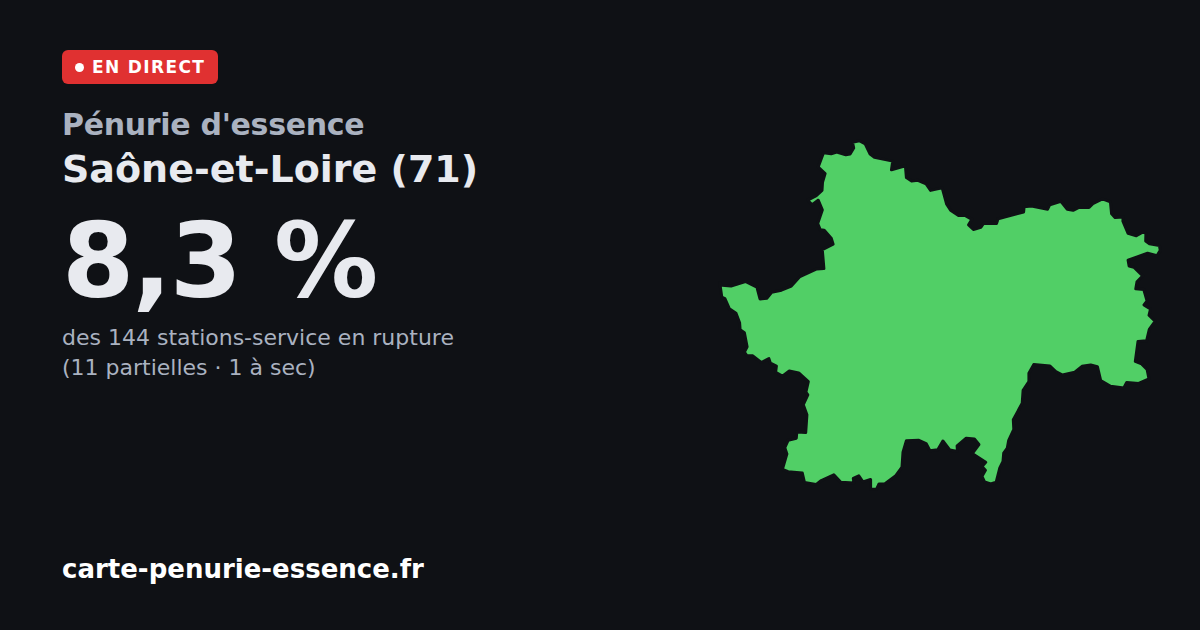 EN DIRECT
Pénurie d'essence
Saône-et-Loire (71)
8,3 %
des 144 stations-service en rupture
(11 partielles · 1 à sec)
carte-penurie-essence.fr